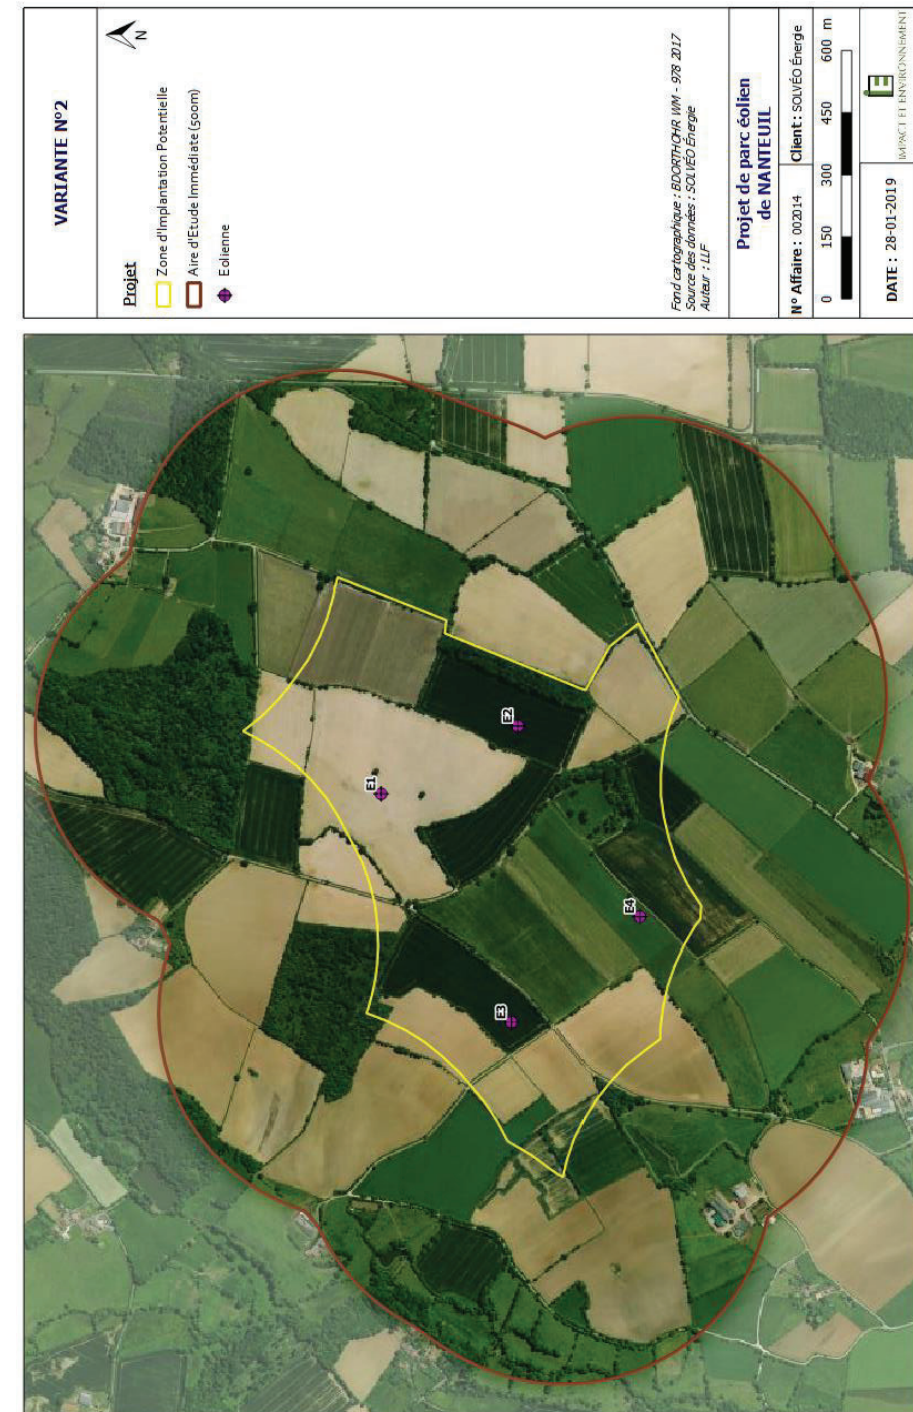 VARIANTE N°2
N
Projet
Zone d'Implantation Potentielle
Aire d'Etude Immédiate (500m)
Eolienne
E1
E2
E3
E4
Fond cartographique : BDORTHOHR WM - 978 2017
Source des données : SOLVÉO Énergie
Auteur : LLF
Projet de parc éolien
de NANTEUIL
N° Affaire : 002014
Client : SOLVÉO Énergie
0 150 300 450 600 m
DATE : 28-01-2019
IMPACT ET ENVIRONNEMENT